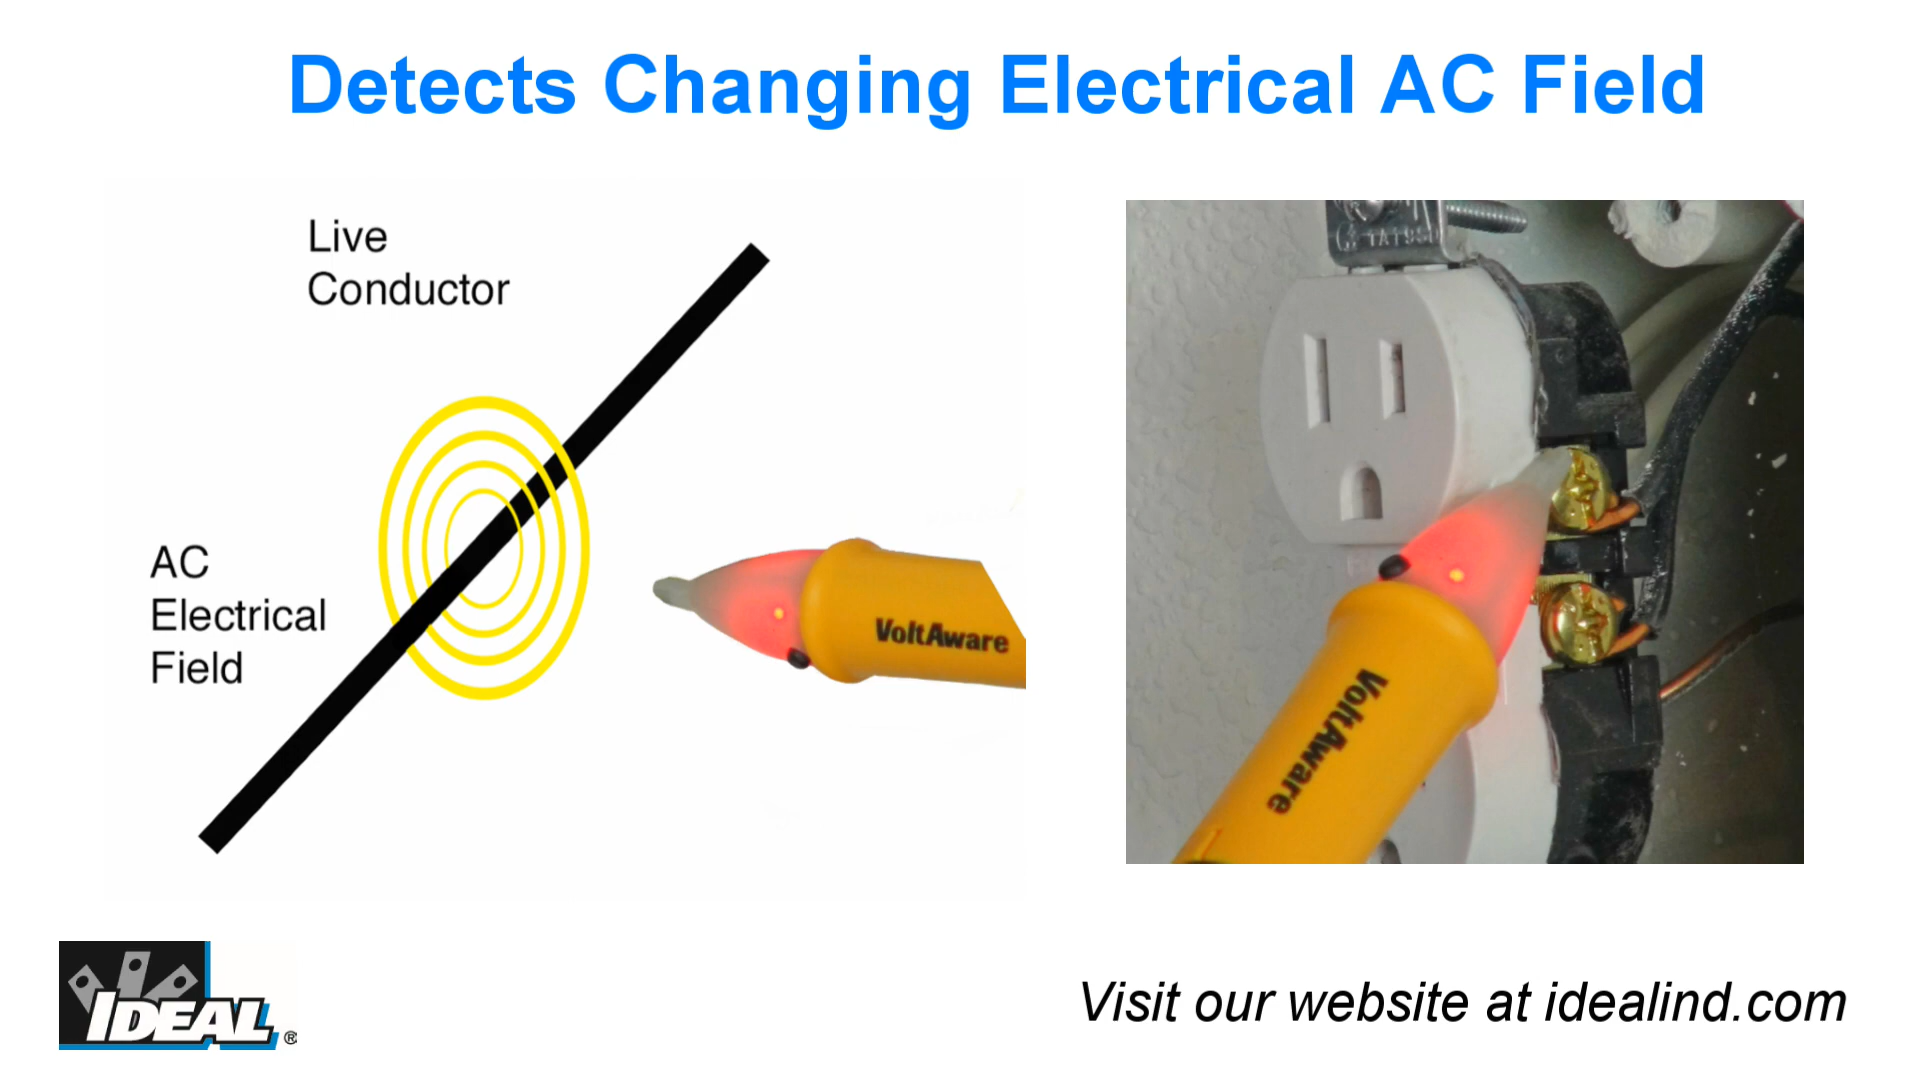 Detects Changing Electrical AC Field
Live
Conductor
AC
Electrical
Field
VoltAware
VoltAware
IDEAL ®
Visit our website at idealind.com